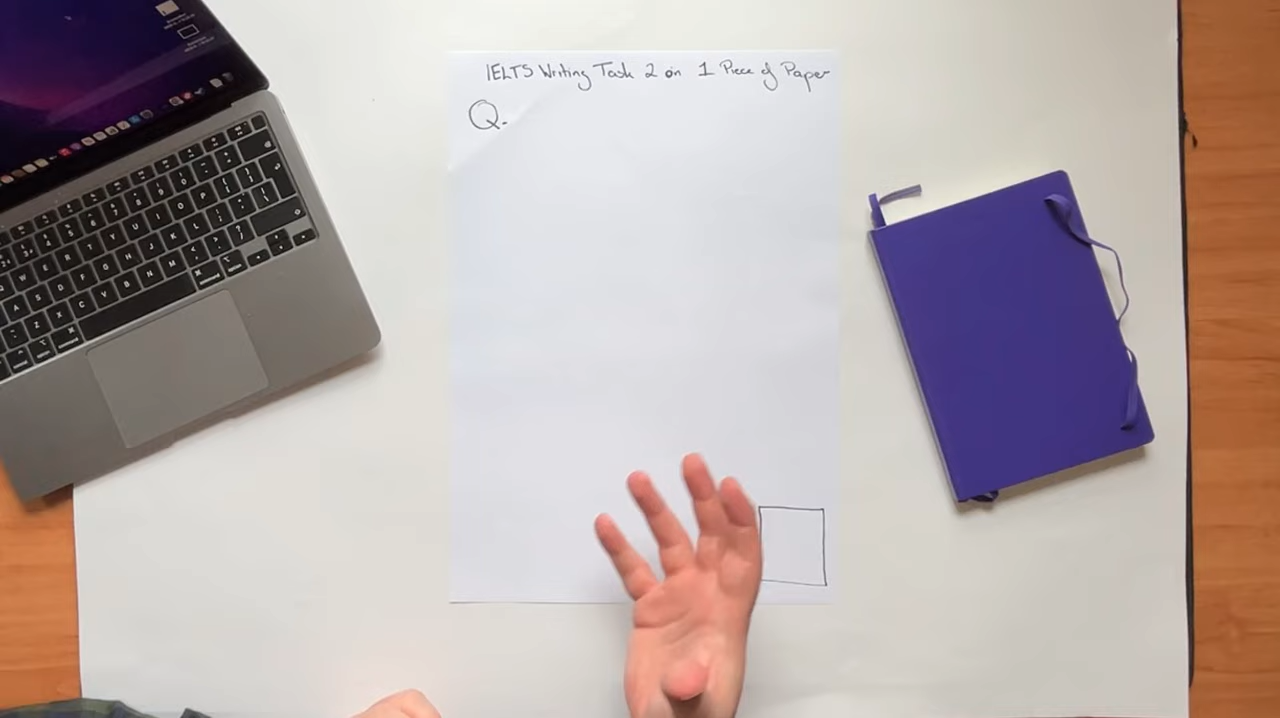 IELTS Writing Task 2 on 1 Piece of Paper
Q.